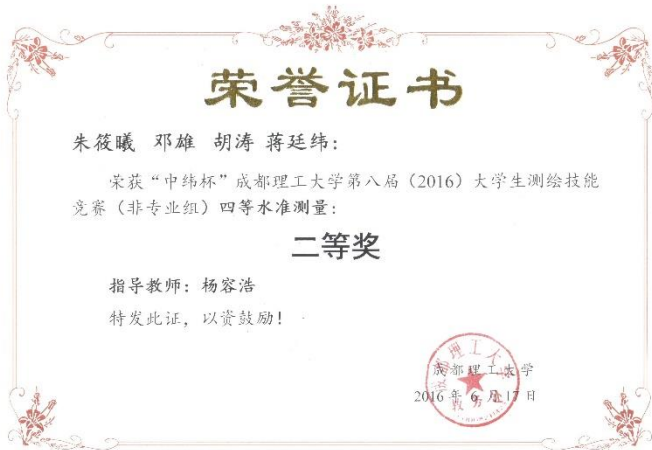 荣誉证书
朱筱曦 邓雄 胡涛 蒋廷纬：
荣获“中纬杯”成都理工大学第八届（2016）大学生测绘技能
竞赛（非专业组）四等水准测量：
二等奖
指导教师：杨容浩
特发此证，以资鼓励！
成都理工大学
2016年6月17日